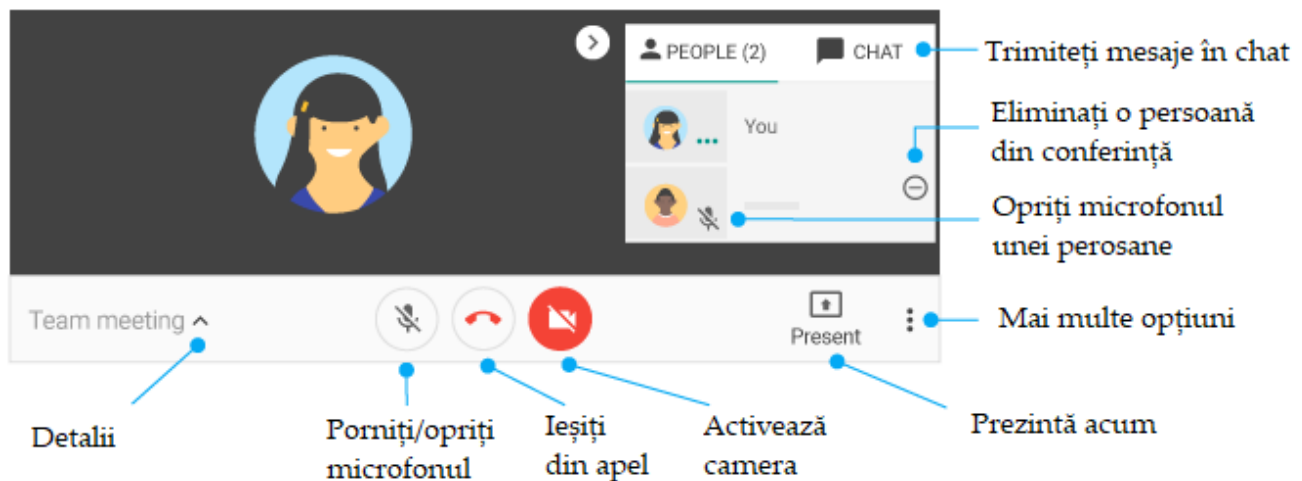 PEOPLE (2)
CHAT
Trimiteți mesaje în chat
You
Eliminați o persoană
din conferință
Opriți microfonul
unei perosane
Team meeting
Present
Mai multe opțiuni
Detalii
Porniți/opriți
microfonul
Ieșiți
din apel
Activează
camera
Prezintă acum